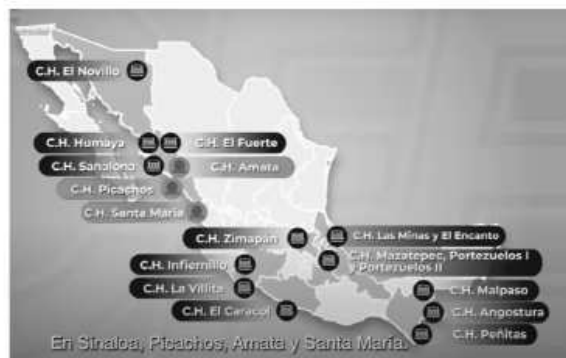 C.H. El Novillo
C.H. Humaya
C.H. El Fuerte
C.H. Sanalona
C.H. Amata
C.H. Picachos
C.H. Santa María
C.H. Zimapán
C.H. Las Minas y El Encanto
C.H. Mazatepec, Portezuelos I
y Portezuelos II
C.H. Infiernillo
C.H. La Villita
C.H. Malpaso
C.H. El Caracol
C.H. Angostura
C.H. Peñitas
En Sinaloa, Picachos, Amata y Santa María.